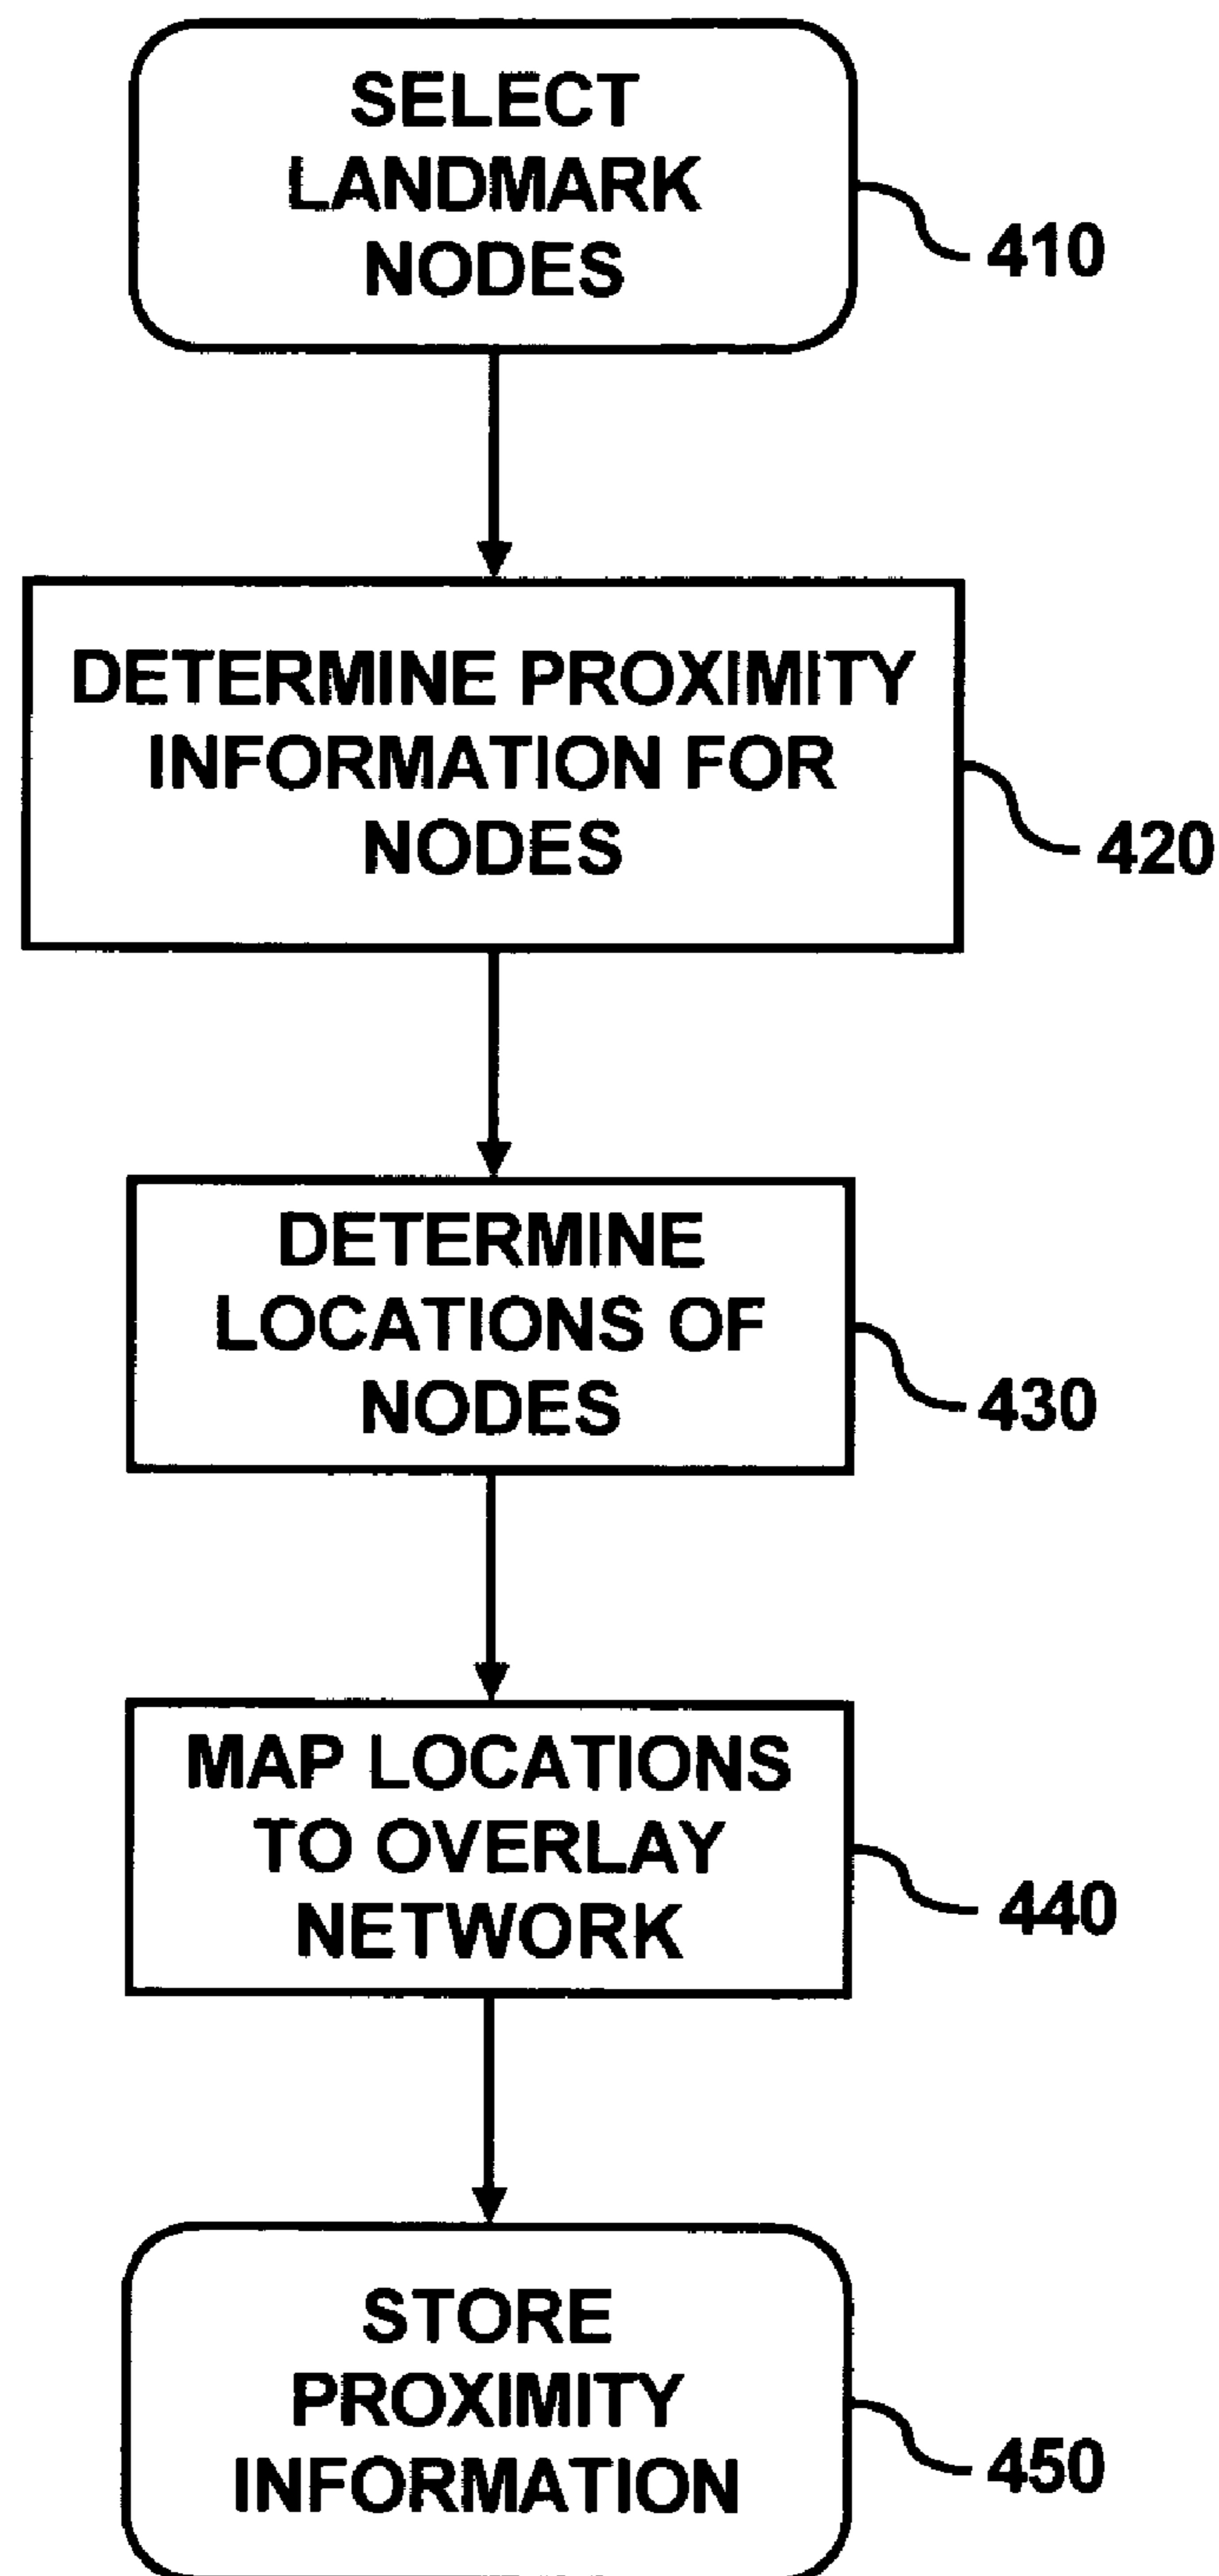 SELECT
LANDMARK
NODES
410
DETERMINE PROXIMITY
INFORMATION FOR
NODES
420
DETERMINE
LOCATIONS OF
NODES
430
MAP LOCATIONS
TO OVERLAY
NETWORK
440
STORE
PROXIMITY
INFORMATION
450